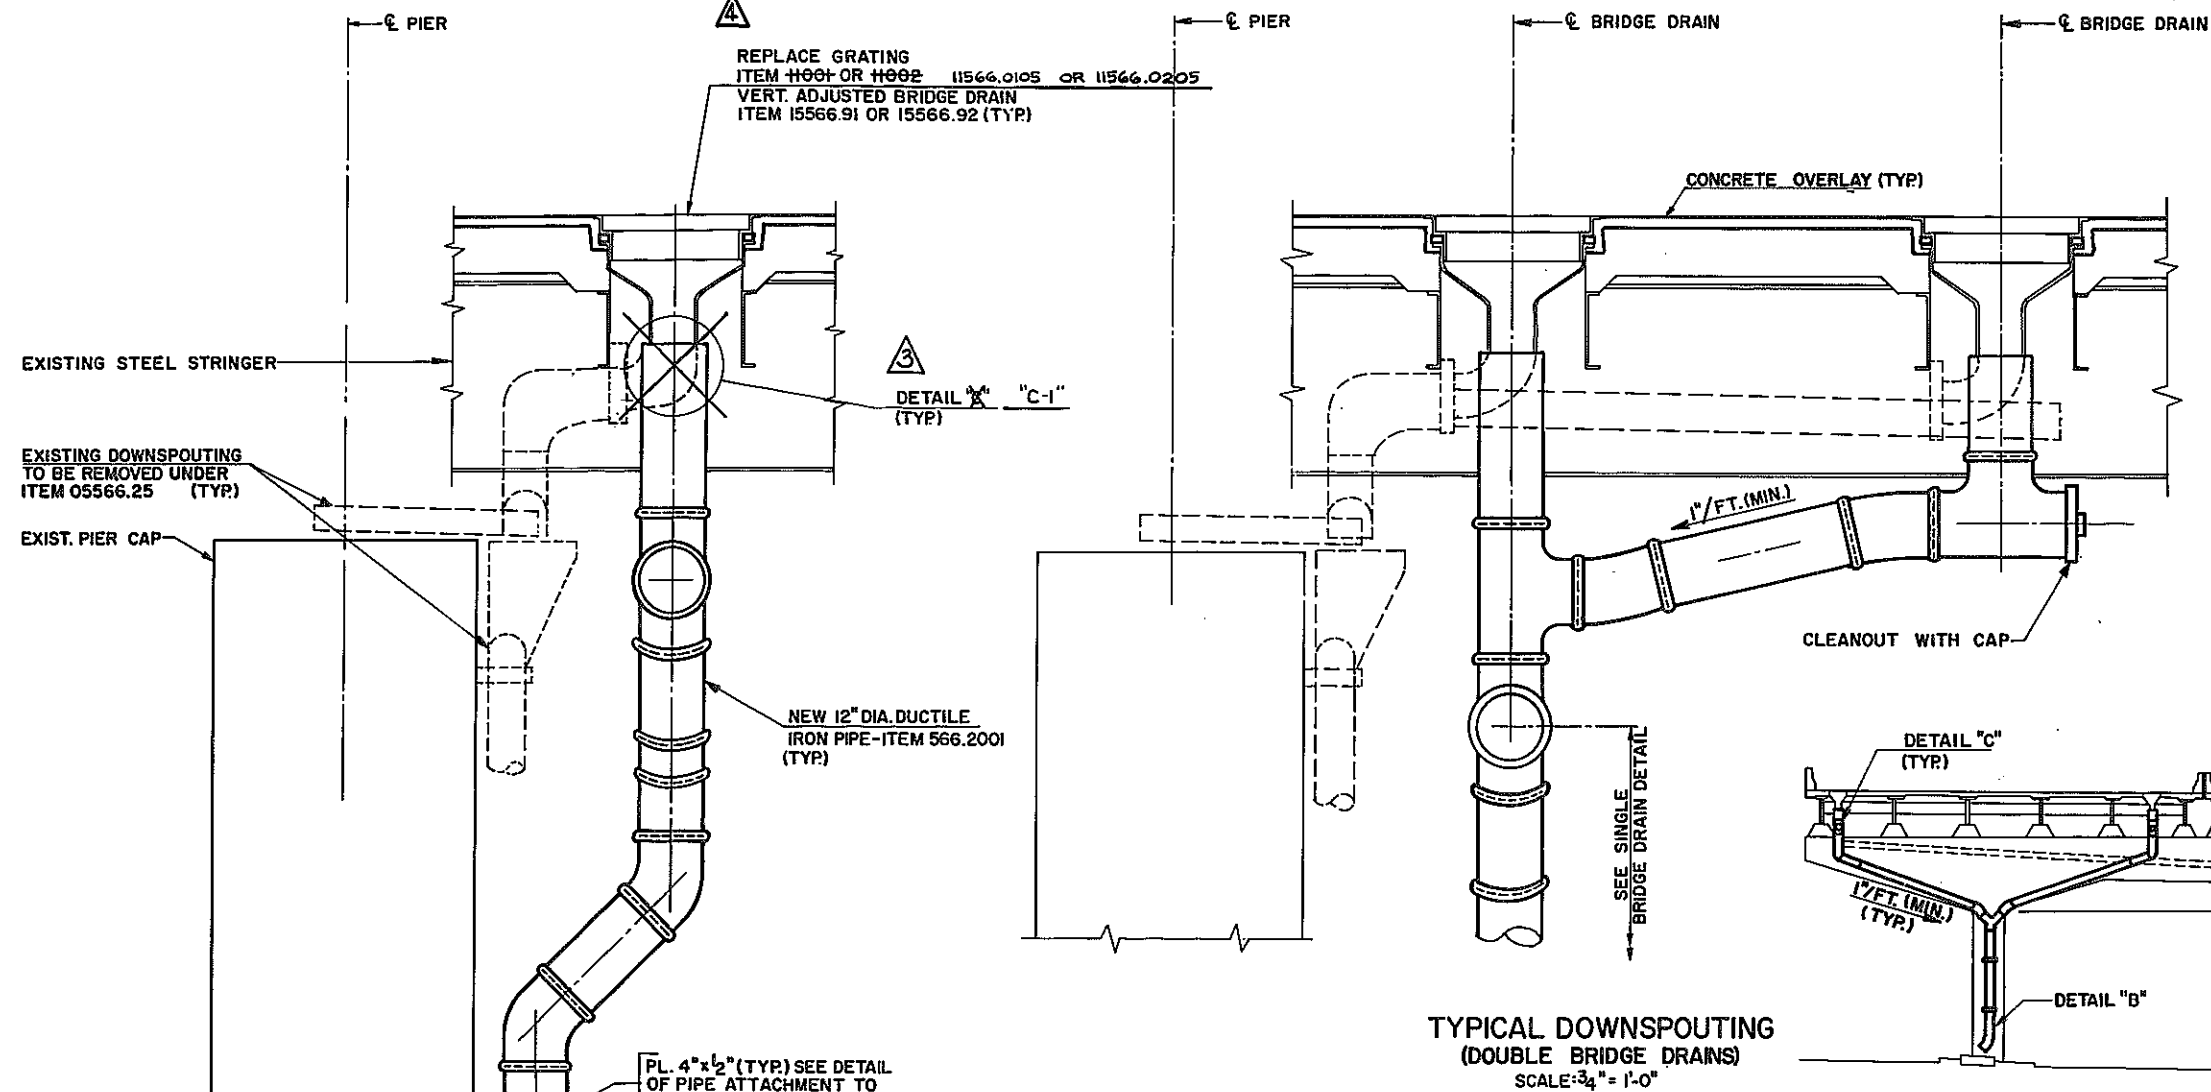 ℄ PIER
4
REPLACE GRATING
ITEM H001 OR H002 11566.0105 OR 11566.0205
VERT. ADJUSTED BRIDGE DRAIN
ITEM 15566.91 OR 15566.92 (TYP.)
℄ PIER
℄ BRIDGE DRAIN
℄ BRIDGE DRAIN
CONCRETE OVERLAY (TYP.)
EXISTING STEEL STRINGER
3
DETAIL "C-1"
(TYP.)
EXISTING DOWNSPOUTING
TO BE REMOVED UNDER
ITEM 05566.25 (TYP.)
EXIST. PIER CAP
1"/FT. (MIN.)
CLEANOUT WITH CAP
NEW 12" DIA. DUCTILE
IRON PIPE-ITEM 566.2001
(TYP.)
SEE SINGLE
BRIDGE DRAIN DETAIL
DETAIL "C"
(TYP.)
1"/FT. (MIN.)
(TYP.)
DETAIL "B"
TYPICAL DOWNSPOUTING
(DOUBLE BRIDGE DRAINS)
SCALE: 3/4" = 1'-0"
PL. 4" x 1/2" (TYP.) SEE DETAIL
OF PIPE ATTACHMENT TO